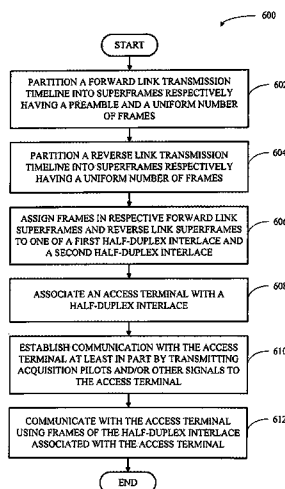 600
START
PARTITION A FORWARD LINK TRANSMISSION
TIMELINE INTO SUPERFRAMES RESPECTIVELY
HAVING A PREAMBLE AND A UNIFORM NUMBER
OF FRAMES
602
PARTITION A REVERSE LINK TRANSMISSION
TIMELINE INTO SUPERFRAMES RESPECTIVELY
HAVING A UNIFORM NUMBER OF FRAMES
604
ASSIGN FRAMES IN RESPECTIVE FORWARD LINK
SUPERFRAMES AND REVERSE LINK SUPERFRAMES
TO ONE OF A FIRST HALF-DUPLEX INTERLACE AND
A SECOND HALF-DUPLEX INTERLACE
606
ASSOCIATE AN ACCESS TERMINAL WITH A
HALF-DUPLEX INTERLACE
608
ESTABLISH COMMUNICATION WITH THE ACCESS
TERMINAL AT LEAST IN PART BY TRANSMITTING
ACQUISITION PILOTS AND/OR OTHER SIGNALS TO
THE ACCESS TERMINAL
610
COMMUNICATE WITH THE ACCESS TERMINAL
USING FRAMES OF THE HALF-DUPLEX INTERLACE
ASSOCIATED WITH THE ACCESS TERMINAL
612
END